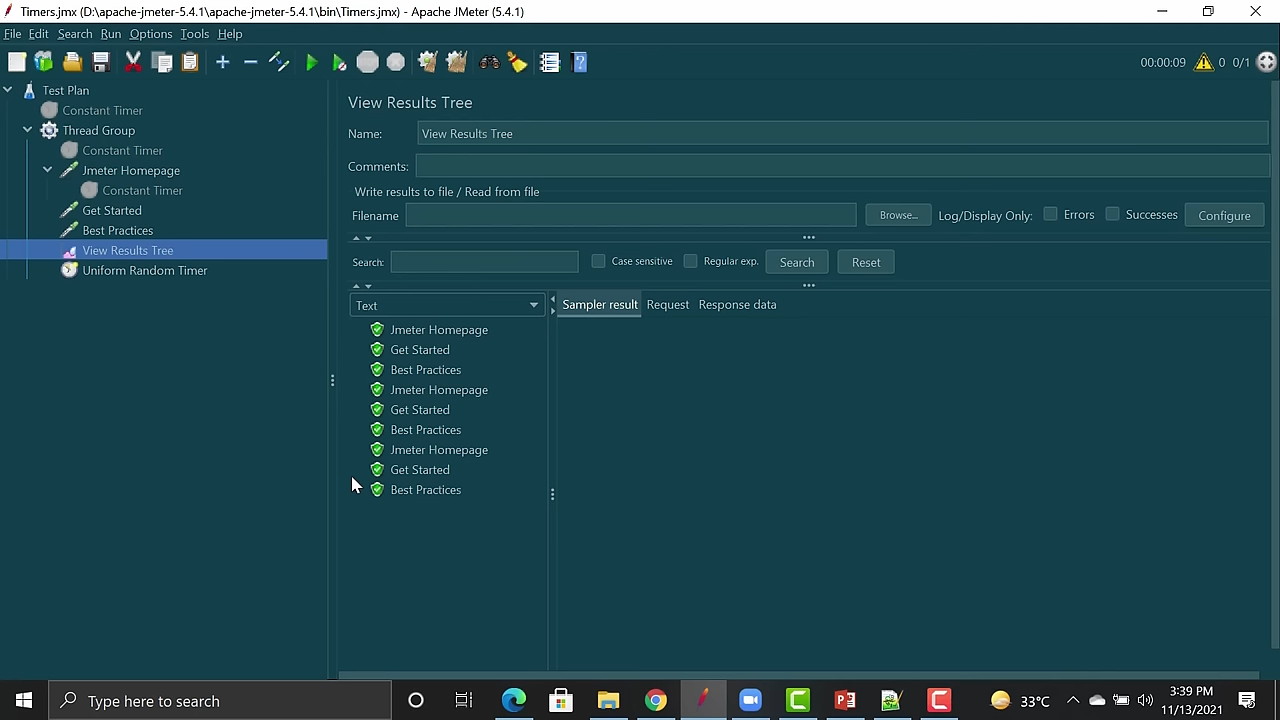 Timers.jmx (D:\apache-jmeter-5.4.1\apache-jmeter-5.4.1\bin\Timers.jmx) - Apache JMeter (5.4.1)
File Edit Search Run Options Tools Help
00:00:09 0 0/1
Test Plan
Constant Timer
Thread Group
Constant Timer
Jmeter Homepage
Constant Timer
Get Started
Best Practices
View Results Tree
Uniform Random Timer
View Results Tree
Name: View Results Tree
Comments:
Write results to file / Read from file
Filename Browse... Log/Display Only: Errors Successes Configure
Search: Case sensitive Regular exp. Search Reset
Text Sampler result Request Response data
Jmeter Homepage
Get Started
Best Practices
Jmeter Homepage
Get Started
Best Practices
Jmeter Homepage
Get Started
Best Practices
Type here to search
33°C
3:39 PM
11/13/2021